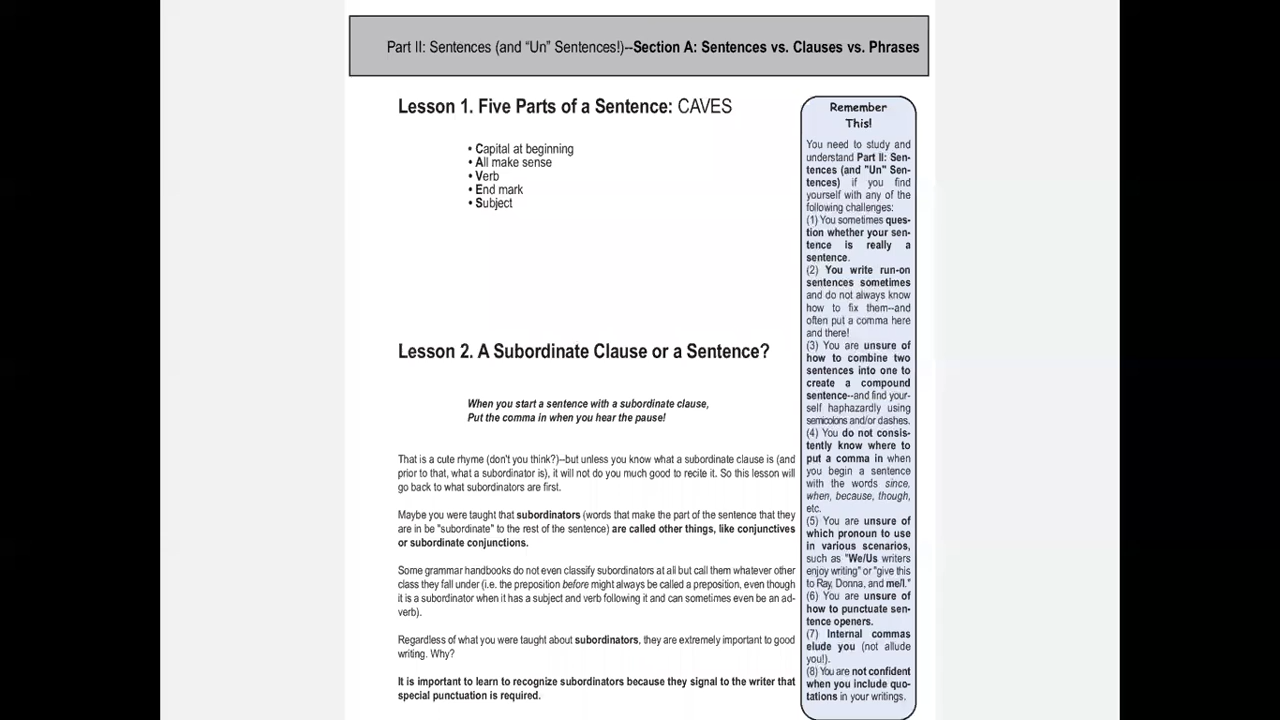 Part II: Sentences (and “Un” Sentences!)--Section A: Sentences vs. Clauses vs. Phrases
Lesson 1. Five Parts of a Sentence: CAVES
• Capital at beginning
• All make sense
• Verb
• End mark
• Subject
Lesson 2. A Subordinate Clause or a Sentence?
When you start a sentence with a subordinate clause,
Put the comma in when you hear the pause!
That is a cute rhyme (don't you think?)--but unless you know what a subordinate clause is (and
prior to that, what a subordinator is), it will not do you much good to recite it. So this lesson will
go back to what subordinators are first.
Maybe you were taught that subordinators (words that make the part of the sentence that they
are in be "subordinate" to the rest of the sentence) are called other things, like conjunctives
or subordinate conjunctions.
Some grammar handbooks do not even classify subordinators at all but call them whatever other
class they fall under (i.e. the preposition before might always be called a preposition, even though
it is a subordinator when it has a subject and verb following it and can sometimes even be an ad-
verb).
Regardless of what you were taught about subordinators, they are extremely important to good
writing. Why?
It is important to learn to recognize subordinators because they signal to the writer that
special punctuation is required.
Remember
This!
You need to study and
understand Part II: Sen-
tences (and "Un" Sen-
tences) if you find
yourself with any of the
following challenges:
(1) You sometimes ques-
tion whether your sen-
tence is really a
sentence.
(2) You write run-on
sentences sometimes
and do not always know
how to fix them--and
often put a comma here
and there!
(3) You are unsure of
how to combine two
sentences into one to
create a compound
sentence--and find your-
self haphazardly using
semicolons and/or dashes.
(4) You do not consis-
tently know where to
put a comma in when
you begin a sentence
with the words since,
when, because, though,
etc.
(5) You are unsure of
which pronoun to use
in various scenarios,
such as "We/Us writers
enjoy writing" or "give this
to Ray, Donna, and me/I."
(6) You are unsure of
how to punctuate sen-
tence openers.
(7) Internal commas
elude you (not allude
you!).
(8) You are not confident
when you include quo-
tations in your writings.